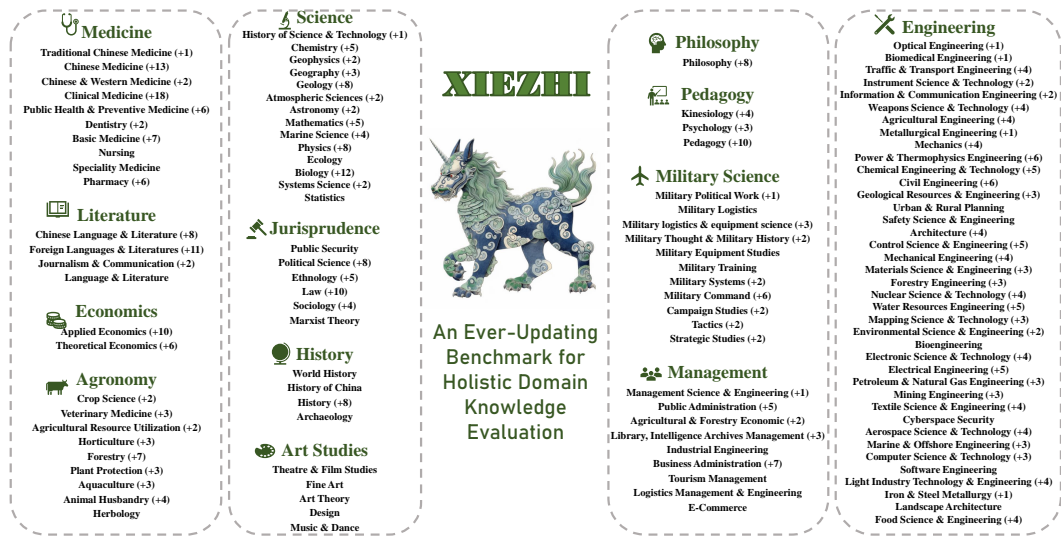 Medicine
Traditional Chinese Medicine (+1)
Chinese Medicine (+13)
Chinese & Western Medicine (+2)
Clinical Medicine (+18)
Public Health & Preventive Medicine (+6)
Dentistry (+2)
Basic Medicine (+7)
Nursing
Speciality Medicine
Pharmacy (+6)
Literature
Chinese Language & Literature (+8)
Foreign Languages & Literatures (+11)
Journalism & Communication (+2)
Language & Literature
Economics
Applied Economics (+10)
Theoretical Economics (+6)
Agronomy
Crop Science (+2)
Veterinary Medicine (+3)
Agricultural Resource Utilization (+2)
Horticulture (+3)
Forestry (+7)
Plant Protection (+3)
Aquaculture (+3)
Animal Husbandry (+4)
Herbology
Science
History of Science & Technology (+1)
Chemistry (+5)
Geophysics (+2)
Geography (+3)
Geology (+8)
Atmospheric Sciences (+2)
Astronomy (+2)
Mathematics (+5)
Marine Science (+4)
Physics (+8)
Ecology
Biology (+12)
Systems Science (+2)
Statistics
Jurisprudence
Public Security
Political Science (+8)
Ethnology (+5)
Law (+10)
Sociology (+4)
Marxist Theory
History
World History
History of China
History (+8)
Archaeology
Art Studies
Theatre & Film Studies
Fine Art
Art Theory
Design
Music & Dance
XIEZHI
An Ever-Updating
Benchmark for
Holistic Domain
Knowledge
Evaluation
Philosophy
Philosophy (+8)
Pedagogy
Kinesiology (+4)
Psychology (+3)
Pedagogy (+10)
Military Science
Military Political Work (+1)
Military Logistics
Military logistics & equipment science (+3)
Military Thought & Military History (+2)
Military Equipment Studies
Military Training
Military Systems (+2)
Military Command (+6)
Campaign Studies (+2)
Tactics (+2)
Strategic Studies (+2)
Management
Management Science & Engineering (+1)
Public Administration (+5)
Agricultural & Forestry Economic (+2)
Library, Intelligence Archives Management (+3)
Industrial Engineering
Business Administration (+7)
Tourism Management
Logistics Management & Engineering
E-Commerce
Engineering
Optical Engineering (+1)
Biomedical Engineering (+1)
Traffic & Transport Engineering (+4)
Instrument Science & Technology (+2)
Information & Communication Engineering (+2)
Weapons Science & Technology (+4)
Agricultural Engineering (+4)
Metallurgical Engineering (+1)
Mechanics (+4)
Power & Thermophysics Engineering (+6)
Chemical Engineering & Technology (+5)
Civil Engineering (+6)
Geological Resources & Engineering (+3)
Urban & Rural Planning
Safety Science & Engineering
Architecture (+4)
Control Science & Engineering (+5)
Mechanical Engineering (+4)
Materials Science & Engineering (+3)
Forestry Engineering (+3)
Nuclear Science & Technology (+4)
Water Resources Engineering (+5)
Mapping Science & Technology (+3)
Environmental Science & Engineering (+2)
Bioengineering
Electronic Science & Technology (+4)
Electrical Engineering (+5)
Petroleum & Natural Gas Engineering (+3)
Mining Engineering (+3)
Textile Science & Engineering (+4)
Cyberspace Security
Aerospace Science & Technology (+4)
Marine & Offshore Engineering (+3)
Computer Science & Technology (+3)
Software Engineering
Light Industry Technology & Engineering (+4)
Iron & Steel Metallurgy (+1)
Landscape Architecture
Food Science & Engineering (+4)